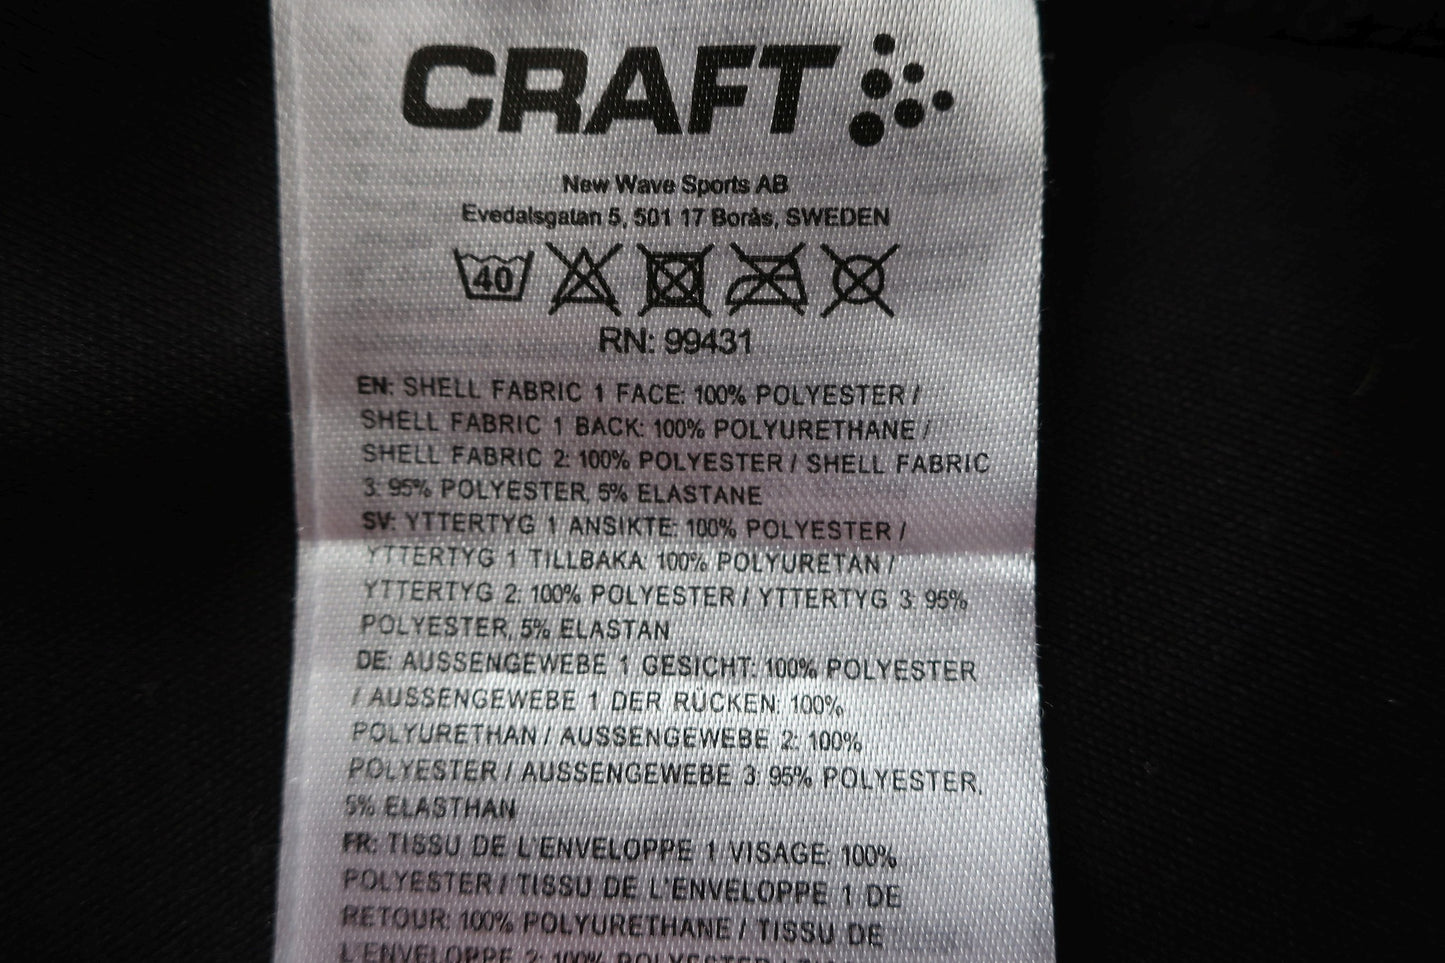 CRAFT
New Wave Sports AB
Evedalsgatan 5, 501 17 Borås, SWEDEN
40
RN: 99431
EN: SHELL FABRIC 1 FACE: 100% POLYESTER /
SHELL FABRIC 1 BACK: 100% POLYURETHANE /
SHELL FABRIC 2: 100% POLYESTER / SHELL FABRIC
3: 95% POLYESTER, 5% ELASTANE
SV: YTTERTYG 1 ANSIKTE: 100% POLYESTER /
YTTERTYG 1 TILLBAKA: 100% POLYURETAN /
YTTERTYG 2: 100% POLYESTER / YTTERTYG 3: 95%
POLYESTER, 5% ELASTAN
DE: AUSSENGEWEBE 1 GESICHT: 100% POLYESTER
/ AUSSENGEWEBE 1 DER RÜCKEN: 100%
POLYURETHAN / AUSSENGEWEBE 2: 100%
POLYESTER / AUSSENGEWEBE 3: 95% POLYESTER,
5% ELASTHAN
FR: TISSU DE L'ENVELOPPE 1 VISAGE: 100%
POLYESTER / TISSU DE L'ENVELOPPE 1 DE
RETOUR: 100% POLYURETHANE / TISSU DE
L'ENVELOPPE 2: 100% POLYESTER /